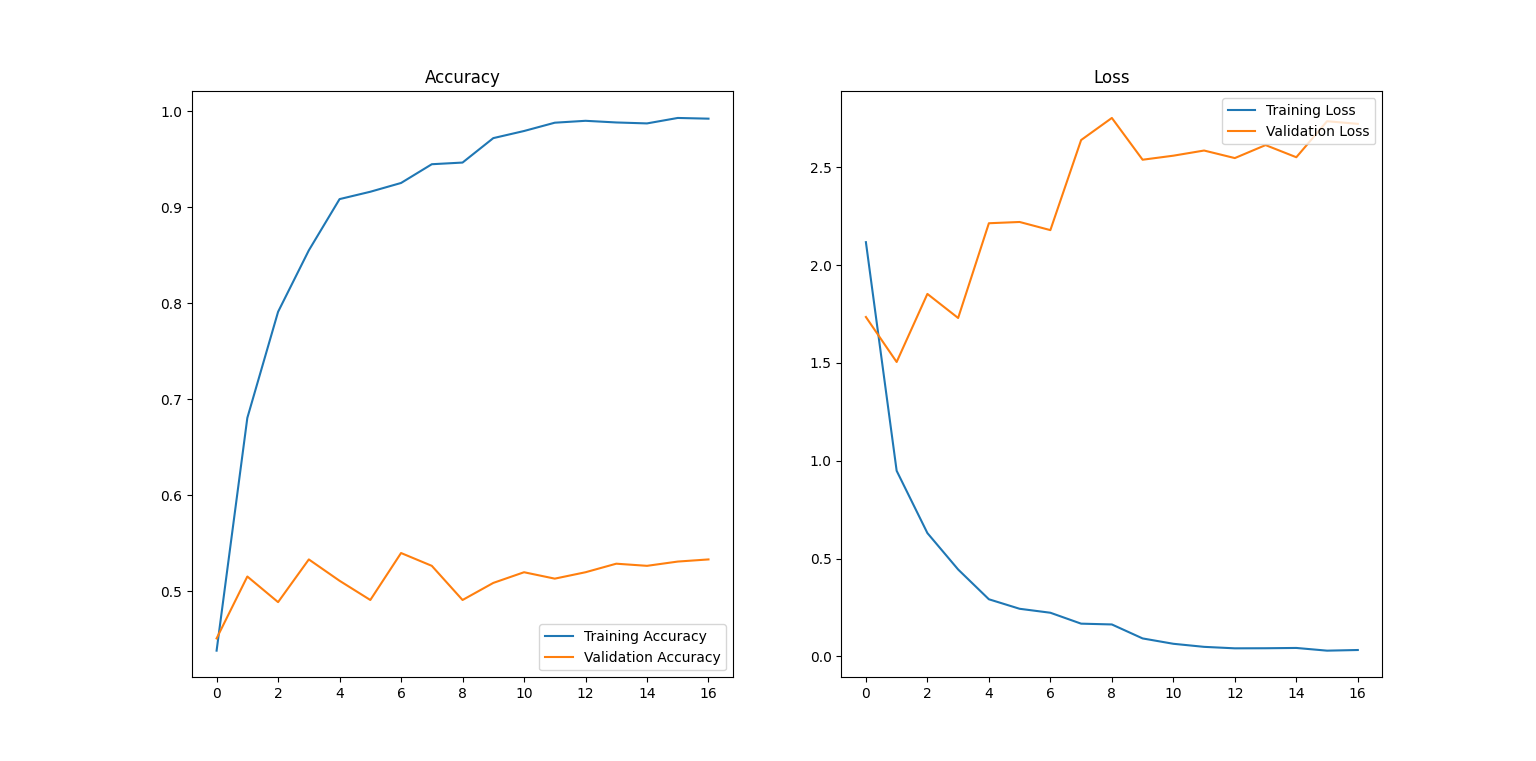 Accuracy
1.0
0.9
0.8
0.7
0.6
0.5
0 2 4 6 8 10 12 14 16
Training Accuracy
Validation Accuracy
Loss
2.5
2.0
1.5
1.0
0.5
0.0
0 2 4 6 8 10 12 14 16
Training Loss
Validation Loss